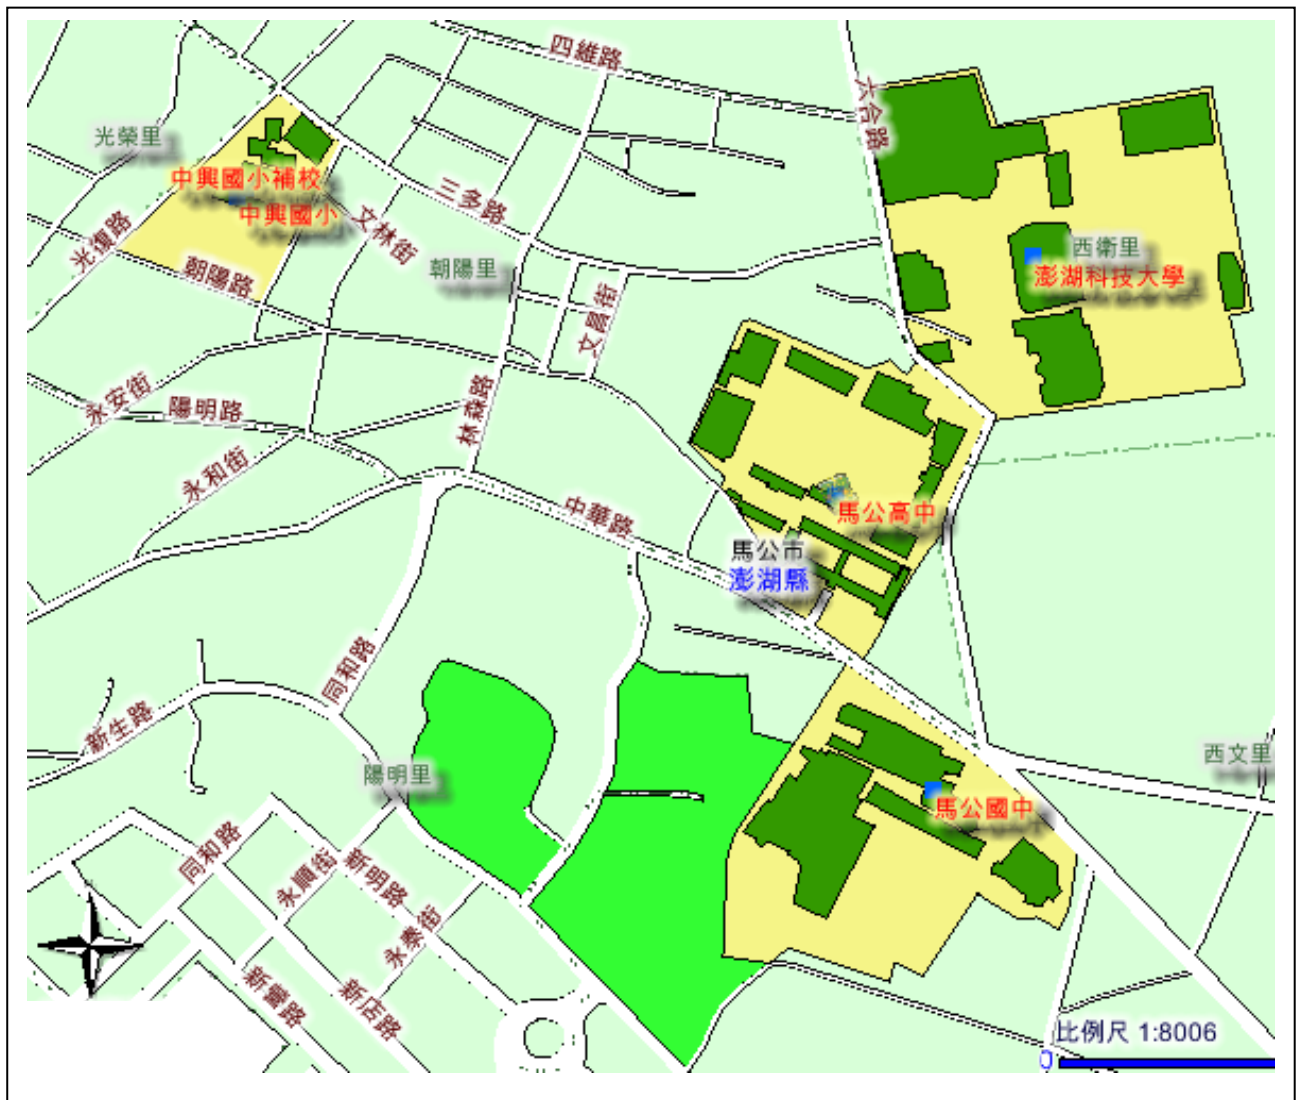 四維路
六合路
光榮里
中興國小補校
中興國小
三多路
文林街
光復路
朝陽路
朝陽里
西衛里
澎湖科技大學
文昌街
永安街
陽明路
林森路
永和街
中華路
馬公高中
馬公市
澎湖縣
同和路
新生路
陽明里
西文里
馬公國中
同和路
永順街
新明路
永泰街
新營路
新店路
比例尺 1:8006
0